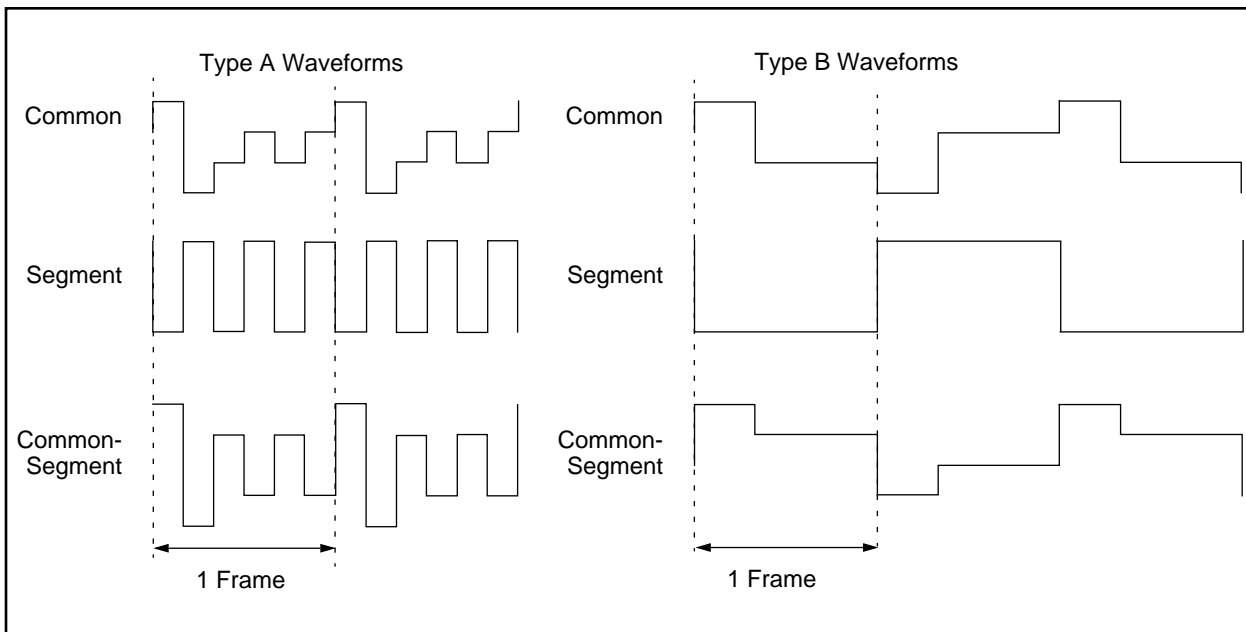 Type A Waveforms
Common
Segment
Common-
Segment
1 Frame
Type B Waveforms
Common
Segment
Common-
Segment
1 Frame